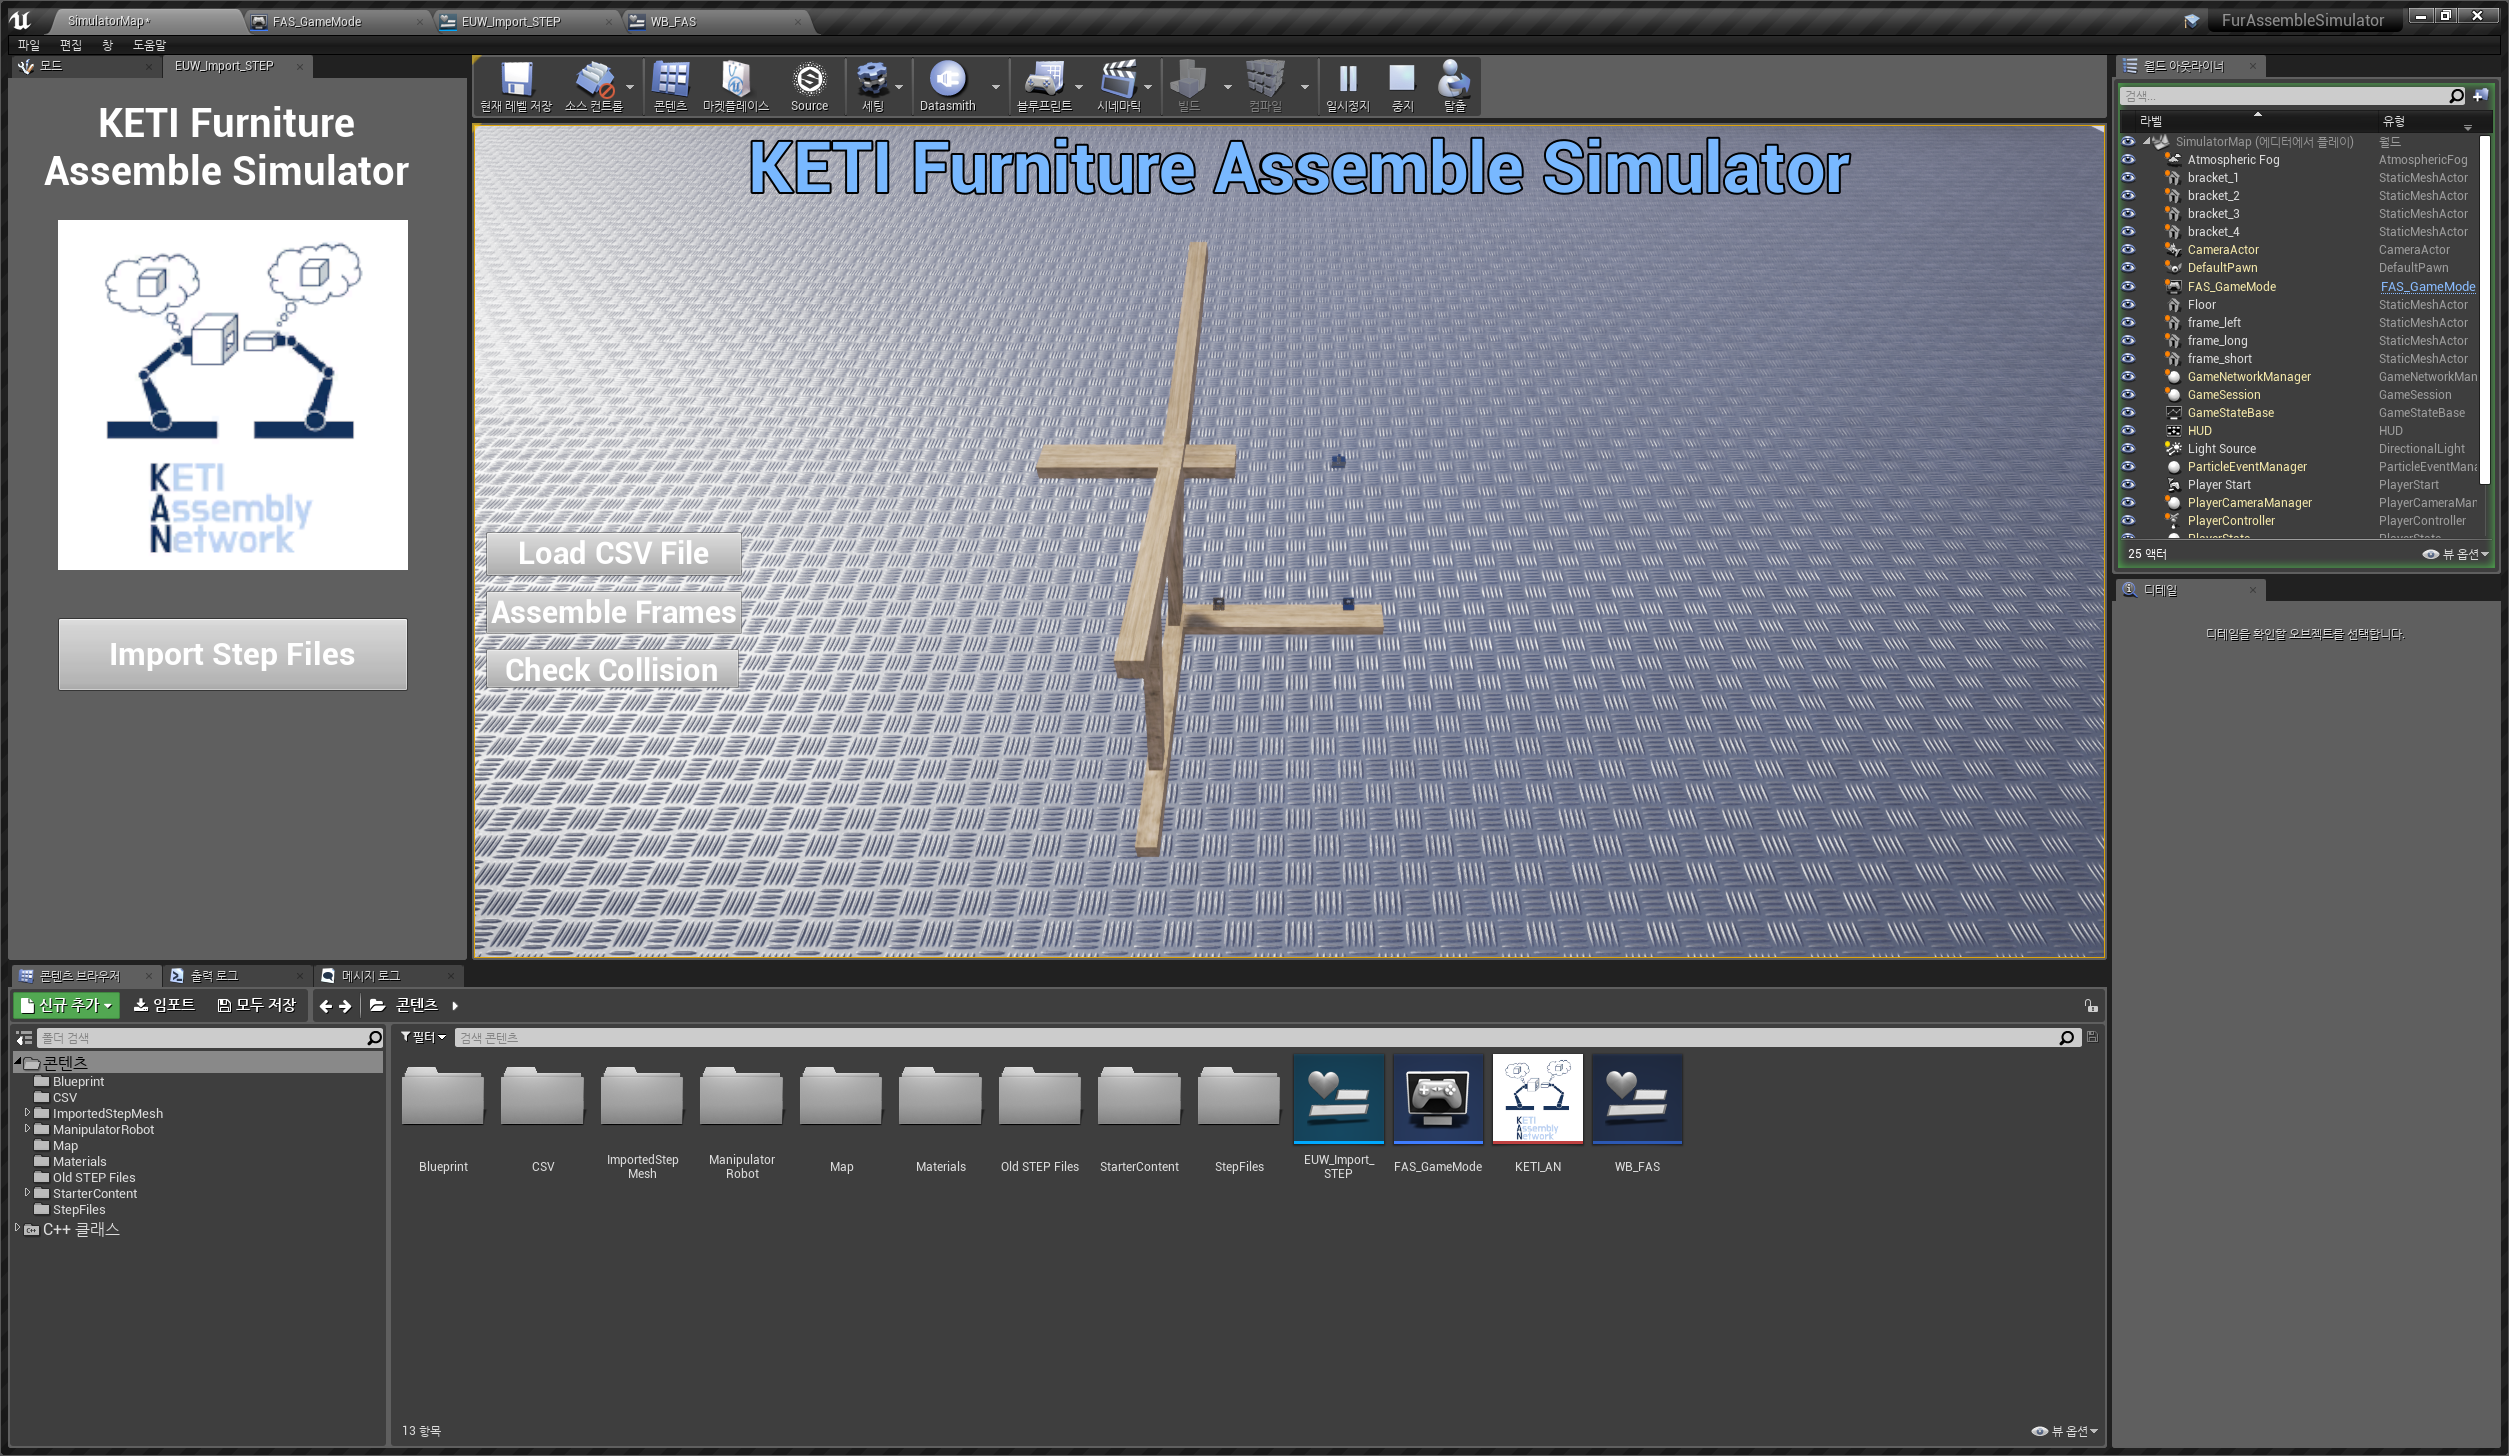 SimulatorMap*
FAS_GameMode
EUW_Import_STEP
WB_FAS
FurAssembleSimulator
파일 편집 창 도움말
모드
EUW_Import_STEP
KETI Furniture
Assemble Simulator
KETI
Assembly
Network
Import Step Files
현재 레벨 저장
소스 컨트롤
콘텐츠
마켓플레이스
Source
세팅
Datasmith
블루프린트
시네마틱
빌드
컴파일
일시정지
중지
탈출
KETI Furniture Assemble Simulator
Load CSV File
Assemble Frames
Check Collision
월드 아웃라이너
검색...
라벨 유형
SimulatorMap (에디터에서 플레이) 월드
Atmospheric Fog AtmosphericFog
bracket_1 StaticMeshActor
bracket_2 StaticMeshActor
bracket_3 StaticMeshActor
bracket_4 StaticMeshActor
CameraActor CameraActor
DefaultPawn DefaultPawn
FAS_GameMode FAS_GameMode
Floor StaticMeshActor
frame_left StaticMeshActor
frame_long StaticMeshActor
frame_short StaticMeshActor
GameNetworkManager GameNetworkMan
GameSession GameSession
GameStateBase GameStateBase
HUD HUD
Light Source DirectionalLight
ParticleEventManager ParticleEventMana
Player Start PlayerStart
PlayerCameraManager PlayerCameraMan
PlayerController PlayerController
PlayerState PlayerState
25 액터
뷰 옵션
디테일
디테일을 확인할 오브젝트를 선택합니다.
콘텐츠 브라우저
출력 로그
메시지 로그
신규 추가
임포트
모두 저장
콘텐츠
폴더 검색
필터
검색 콘텐츠
콘텐츠
Blueprint
CSV
ImportedStepMesh
ManipulatorRobot
Map
Materials
Old STEP Files
StarterContent
StepFiles
C++ 클래스
KETI
Assembly
Network
Blueprint
CSV
ImportedStep
Mesh
Manipulator
Robot
Map
Materials
Old STEP Files
StarterContent
StepFiles
EUW_Import_
STEP
FAS_GameMode
KETI_AN
WB_FAS
13 항목
뷰 옵션